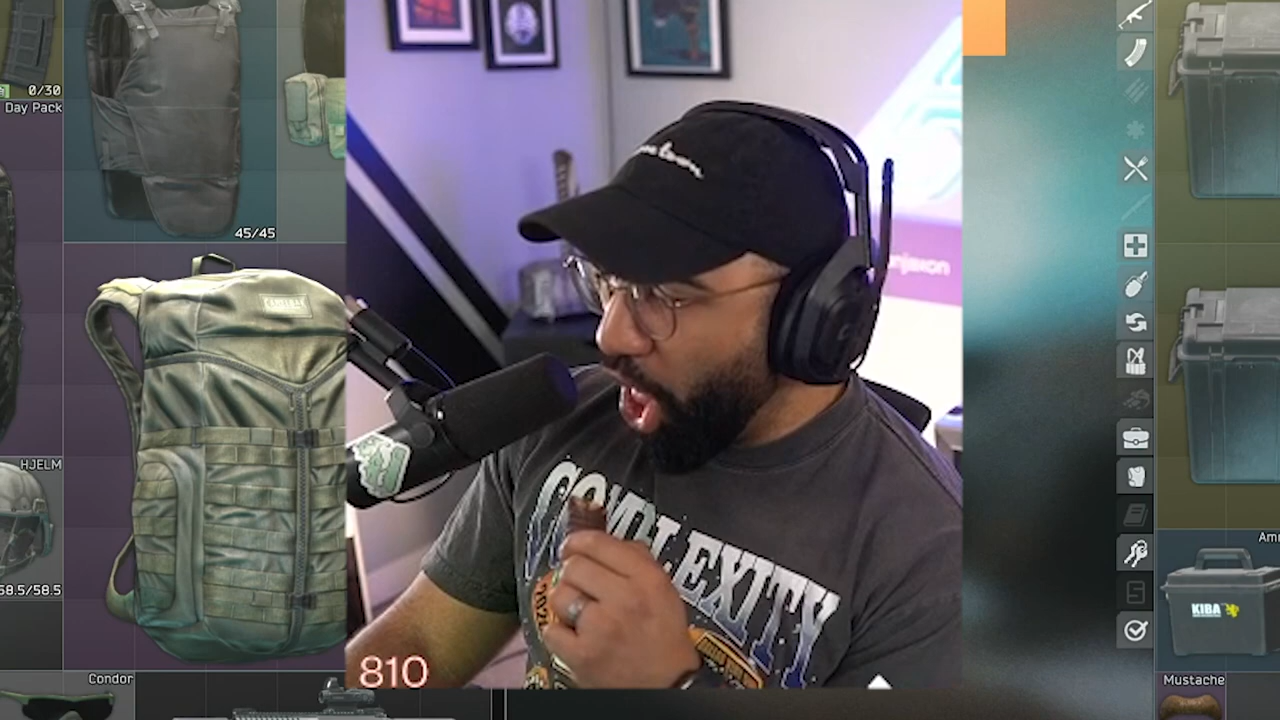 0/30
Day Pack
45/45
HJELM
58.5/58.5
Condor
COMPLEXITY
810
KIBA
Mustache